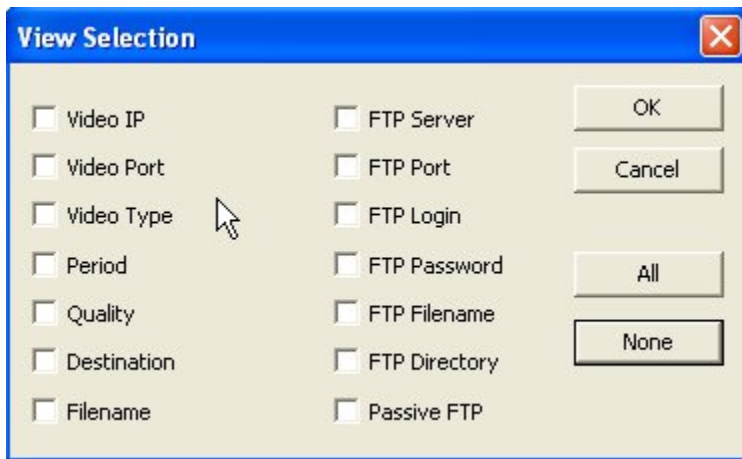 View Selection
Video IP
Video Port
Video Type
Period
Quality
Destination
Filename
FTP Server
FTP Port
FTP Login
FTP Password
FTP Filename
FTP Directory
Passive FTP
OK
Cancel
All
None